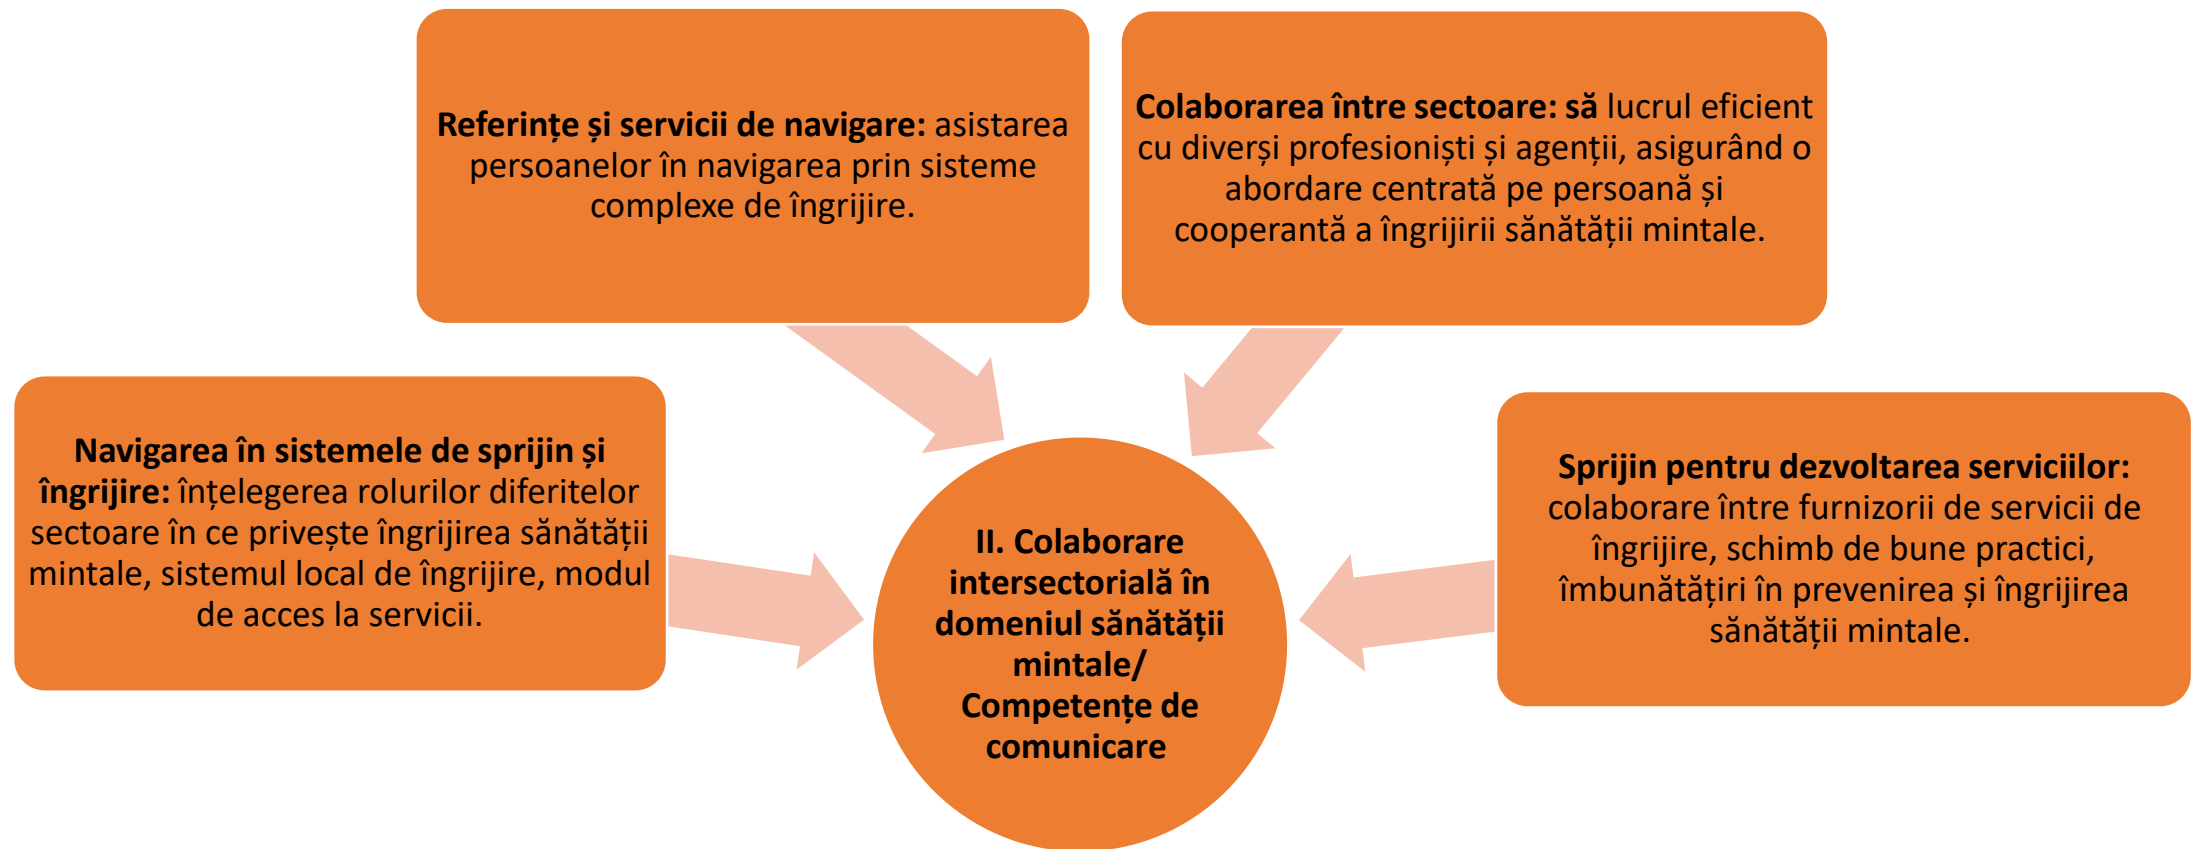 Referințe și servicii de navigare: asistarea
persoanelor în navigarea prin sisteme
complexe de îngrijire.
Colaborarea între sectoare: să lucrul eficient
cu diverși profesioniști și agenții, asigurând o
abordare centrată pe persoană și
cooperantă a îngrijirii sănătății mintale.
Navigarea în sistemele de sprijin și
îngrijire: înțelegerea rolurilor diferitelor
sectoare în ce privește îngrijirea sănătății
mintale, sistemul local de îngrijire, modul
de acces la servicii.
Sprijin pentru dezvoltarea serviciilor:
colaborare între furnizorii de servicii de
îngrijire, schimb de bune practici,
îmbunătățiri în prevenirea și îngrijirea
sănătății mintale.
II. Colaborare
intersectorială în
domeniul sănătății
mintale/
Competențe de
comunicare